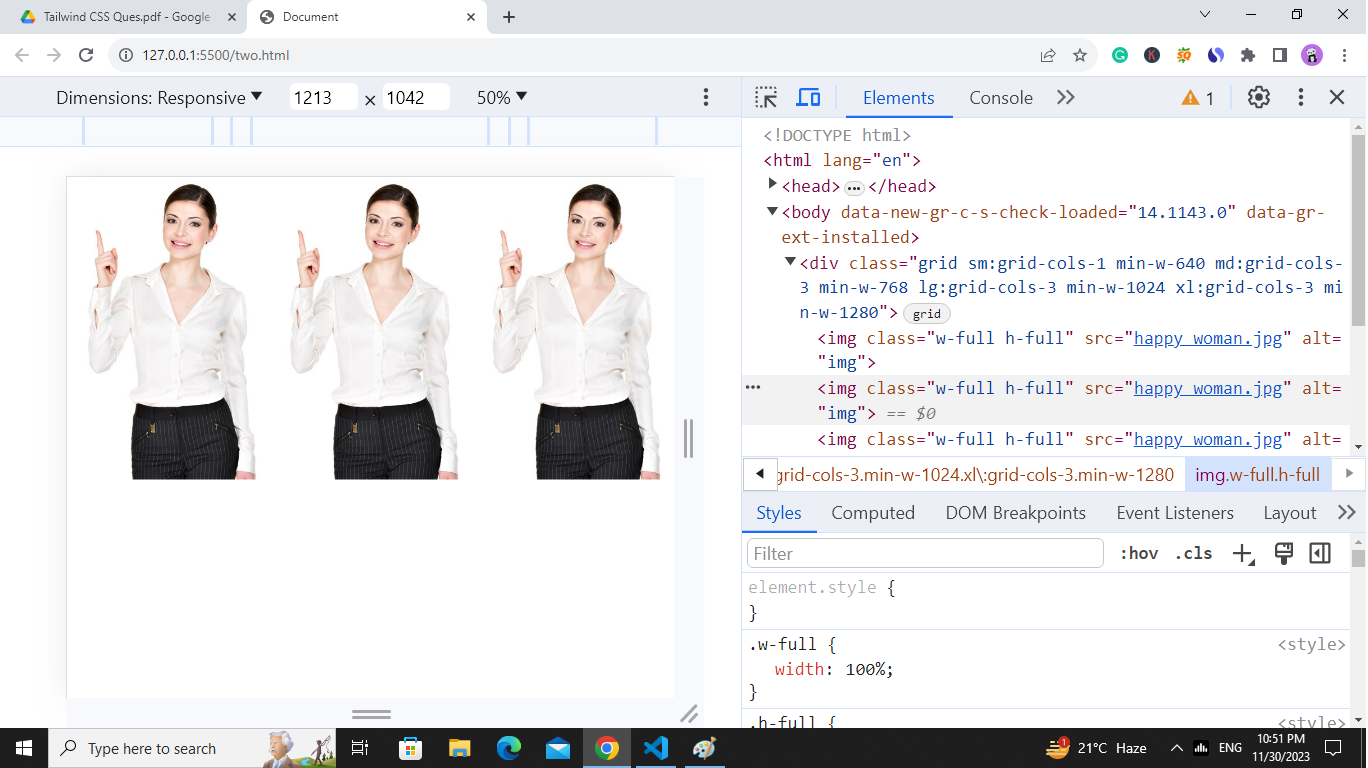 Tailwind CSS Ques.pdf - Google
Document
127.0.0.1:5500/two.html
Dimensions: Responsive
1213 × 1042
50%
Elements
Console
1
<!DOCTYPE html>
<html lang="en">
<head> ••• </head>
<body data-new-gr-c-s-check-loaded="14.1143.0" data-gr-
ext-installed>
<div class="grid sm:grid-cols-1 min-w-640 md:grid-cols-
3 min-w-768 lg:grid-cols-3 min-w-1024 xl:grid-cols-3 mi
n-w-1280"> grid
<img class="w-full h-full" src="happy_woman.jpg" alt=
"img">
<img class="w-full h-full" src="happy_woman.jpg" alt=
"img"> == $0
<img class="w-full h-full" src="happy_woman.jpg" alt=
grid-cols-3.min-w-1024.xl\:grid-cols-3.min-w-1280
img.w-full.h-full
Styles
Computed
DOM Breakpoints
Event Listeners
Layout
Filter
:hov
.cls
element.style {
}
.w-full {
<style>
width: 100%;
}
.h-full {
<style>
Type here to search
1
21°C Haze
ENG
10:51 PM
11/30/2023